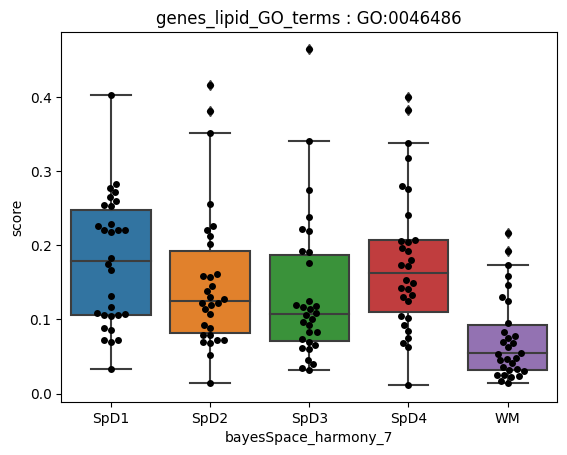 genes_lipid_GO_terms : GO:0046486
score
0.4
0.3
0.2
0.1
0.0
SpD1 SpD2 SpD3 SpD4 WM
bayesSpace_harmony_7